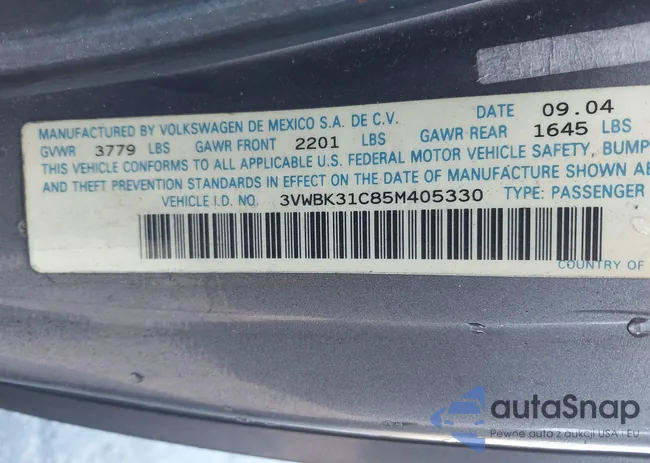 MANUFACTURED BY VOLKSWAGEN DE MEXICO S.A. DE C.V. DATE 09.04
GVWR 3779 LBS GAWR FRONT 2201 LBS GAWR REAR 1645 LBS
THIS VEHICLE CONFORMS TO ALL APPLICABLE U.S. FEDERAL MOTOR VEHICLE SAFETY, BUMP
AND THEFT PREVENTION STANDARDS IN EFFECT ON THE DATE OF MANUFACTURE SHOWN AB
VEHICLE I.D. NO. 3VWBK31C85M405330 TYPE: PASSENGER
COUNTRY OF
autaSnap
Pewne auta z aukcji USA i EU